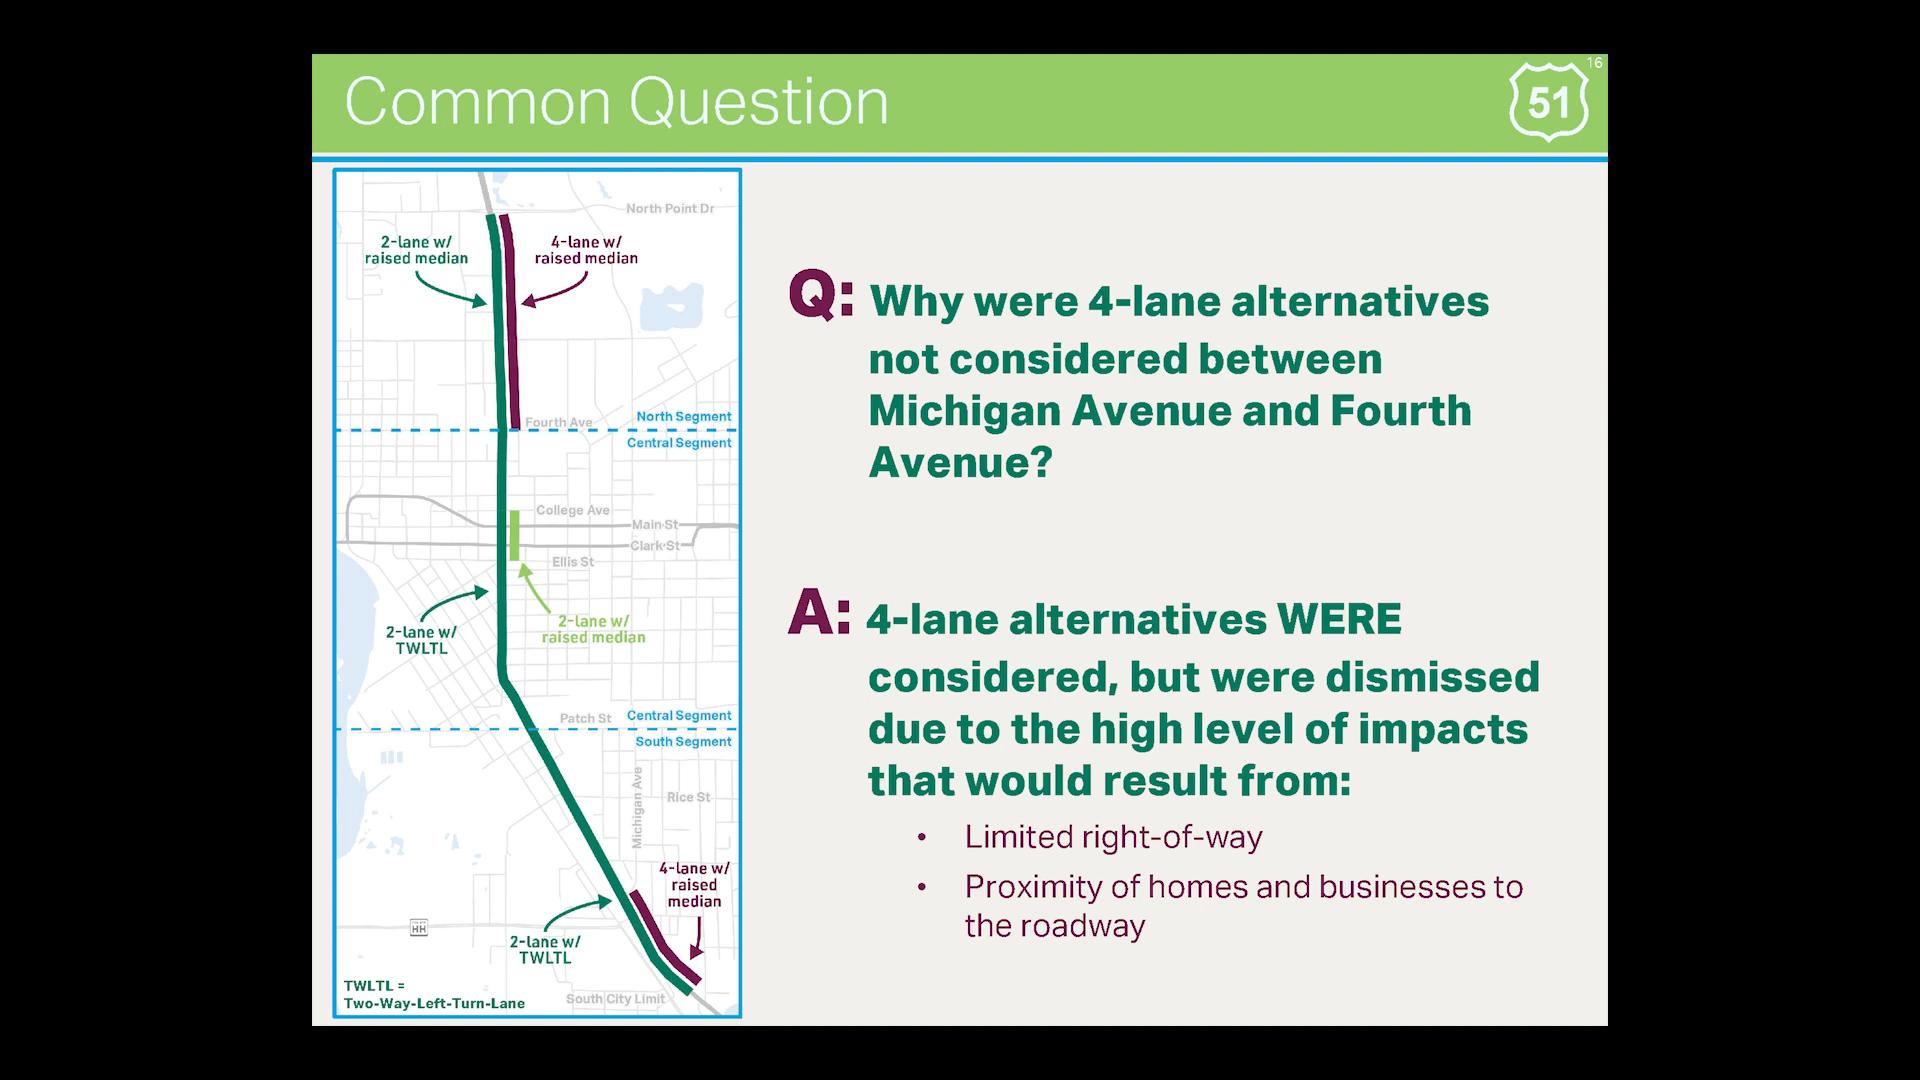 Common Question
51
16
North Point Dr
2-lane w/
raised median
4-lane w/
raised median
Fourth Ave
North Segment
Central Segment
College Ave
Main St
Clark St
Ellis St
2-lane w/
raised median
2-lane w/
TWLTL
Patch St
Central Segment
South Segment
Michigan Ave
Rice St
4-lane w/
raised
median
HH
2-lane w/
TWLTL
TWLTL =
Two-Way-Left-Turn-Lane
South City Limit
Q: Why were 4-lane alternatives
not considered between
Michigan Avenue and Fourth
Avenue?
A: 4-lane alternatives WERE
considered, but were dismissed
due to the high level of impacts
that would result from:
• Limited right-of-way
• Proximity of homes and businesses to
the roadway